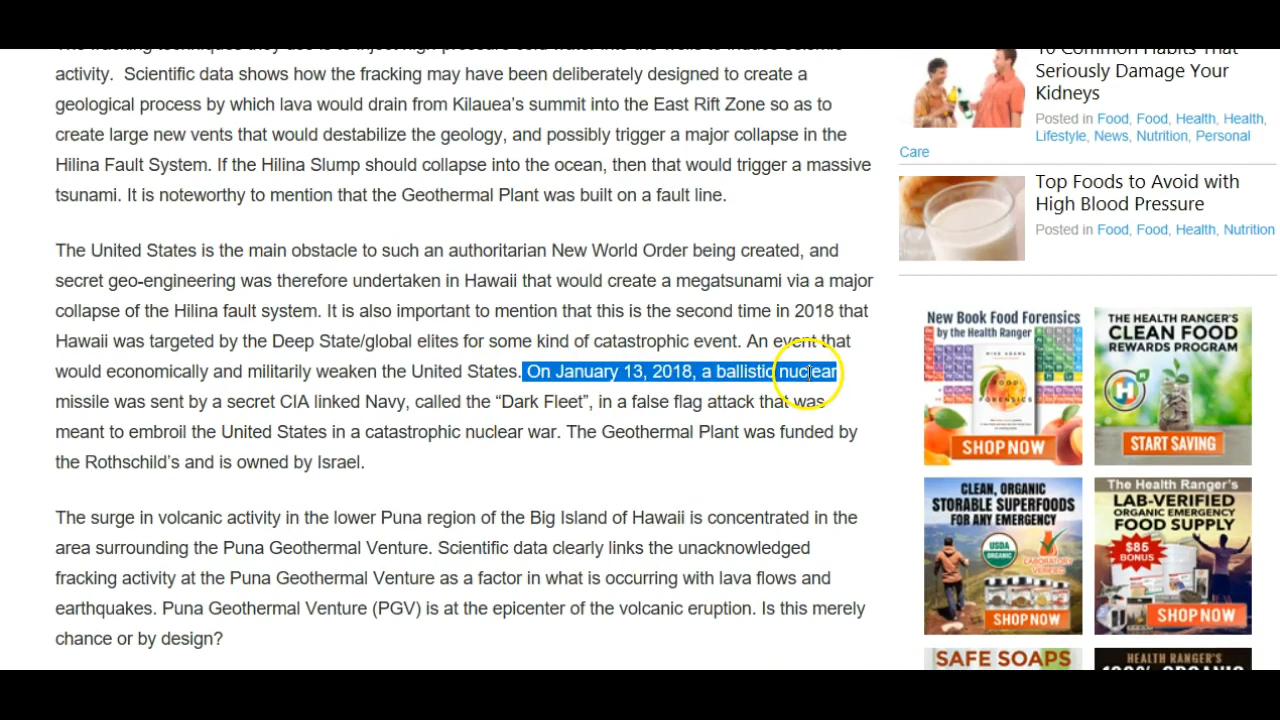 activity.  Scientific data shows how the fracking may have been deliberately designed to create a
geological process by which lava would drain from Kilauea's summit into the East Rift Zone so as to
create large new vents that would destabilize the geology, and possibly trigger a major collapse in the
Hilina Fault System. If the Hilina Slump should collapse into the ocean, then that would trigger a massive
tsunami. It is noteworthy to mention that the Geothermal Plant was built on a fault line.
The United States is the main obstacle to such an authoritarian New World Order being created, and
secret geo-engineering was therefore undertaken in Hawaii that would create a megatsunami via a major
collapse of the Hilina fault system. It is also important to mention that this is the second time in 2018 that
Hawaii was targeted by the Deep State/global elites for some kind of catastrophic event. An event that
would economically and militarily weaken the United States. On January 13, 2018, a ballistic nuclear
missile was sent by a secret CIA linked navy, called the “Dark Fleet”, in a false flag attack that was
meant to embroil the United States in a catastrophic nuclear war. The Geothermal Plant was funded by
the Rothschild's and is owned by Israel.
The surge in volcanic activity in the lower Puna region of the Big Island of Hawaii is concentrated in the
area surrounding the Puna Geothermal Venture. Scientific data clearly links the unacknowledged
fracking activity at the Puna Geothermal Venture as a factor in what is occurring with lava flows and
earthquakes. Puna Geothermal Venture (PGV) is at the epicenter of the volcanic eruption. Is this merely
chance or by design?
10 Common Habits That
Seriously Damage Your
Kidneys
Posted in Food, Food, Health, Health,
Lifestyle, News, Nutrition, Personal
Care
Top Foods to Avoid with
High Blood Pressure
Posted in Food, Food, Health, Nutrition
New Book Food Forensics
by the Health Ranger
MIKE ADAMS
FOOD
FORENSICS
SHOP NOW
THE HEALTH RANGER'S
CLEAN FOOD
REWARDS PROGRAM
START SAVING
CLEAN, ORGANIC
STORABLE SUPERFOODS
FOR ANY EMERGENCY
USDA
ORGANIC
LABORATORY
VERIFIED
SHOP NOW
The Health Ranger's
LAB-VERIFIED
ORGANIC EMERGENCY
FOOD SUPPLY
$85
BONUS
SHOP NOW
SAFE SOAPS
HEALTH RANGER'S